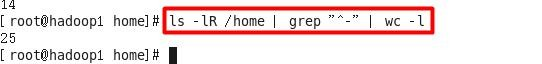 14
[root@hadoop1 home]# ls -lR /home | grep "^-" | wc -l
25
[root@hadoop1 home]#